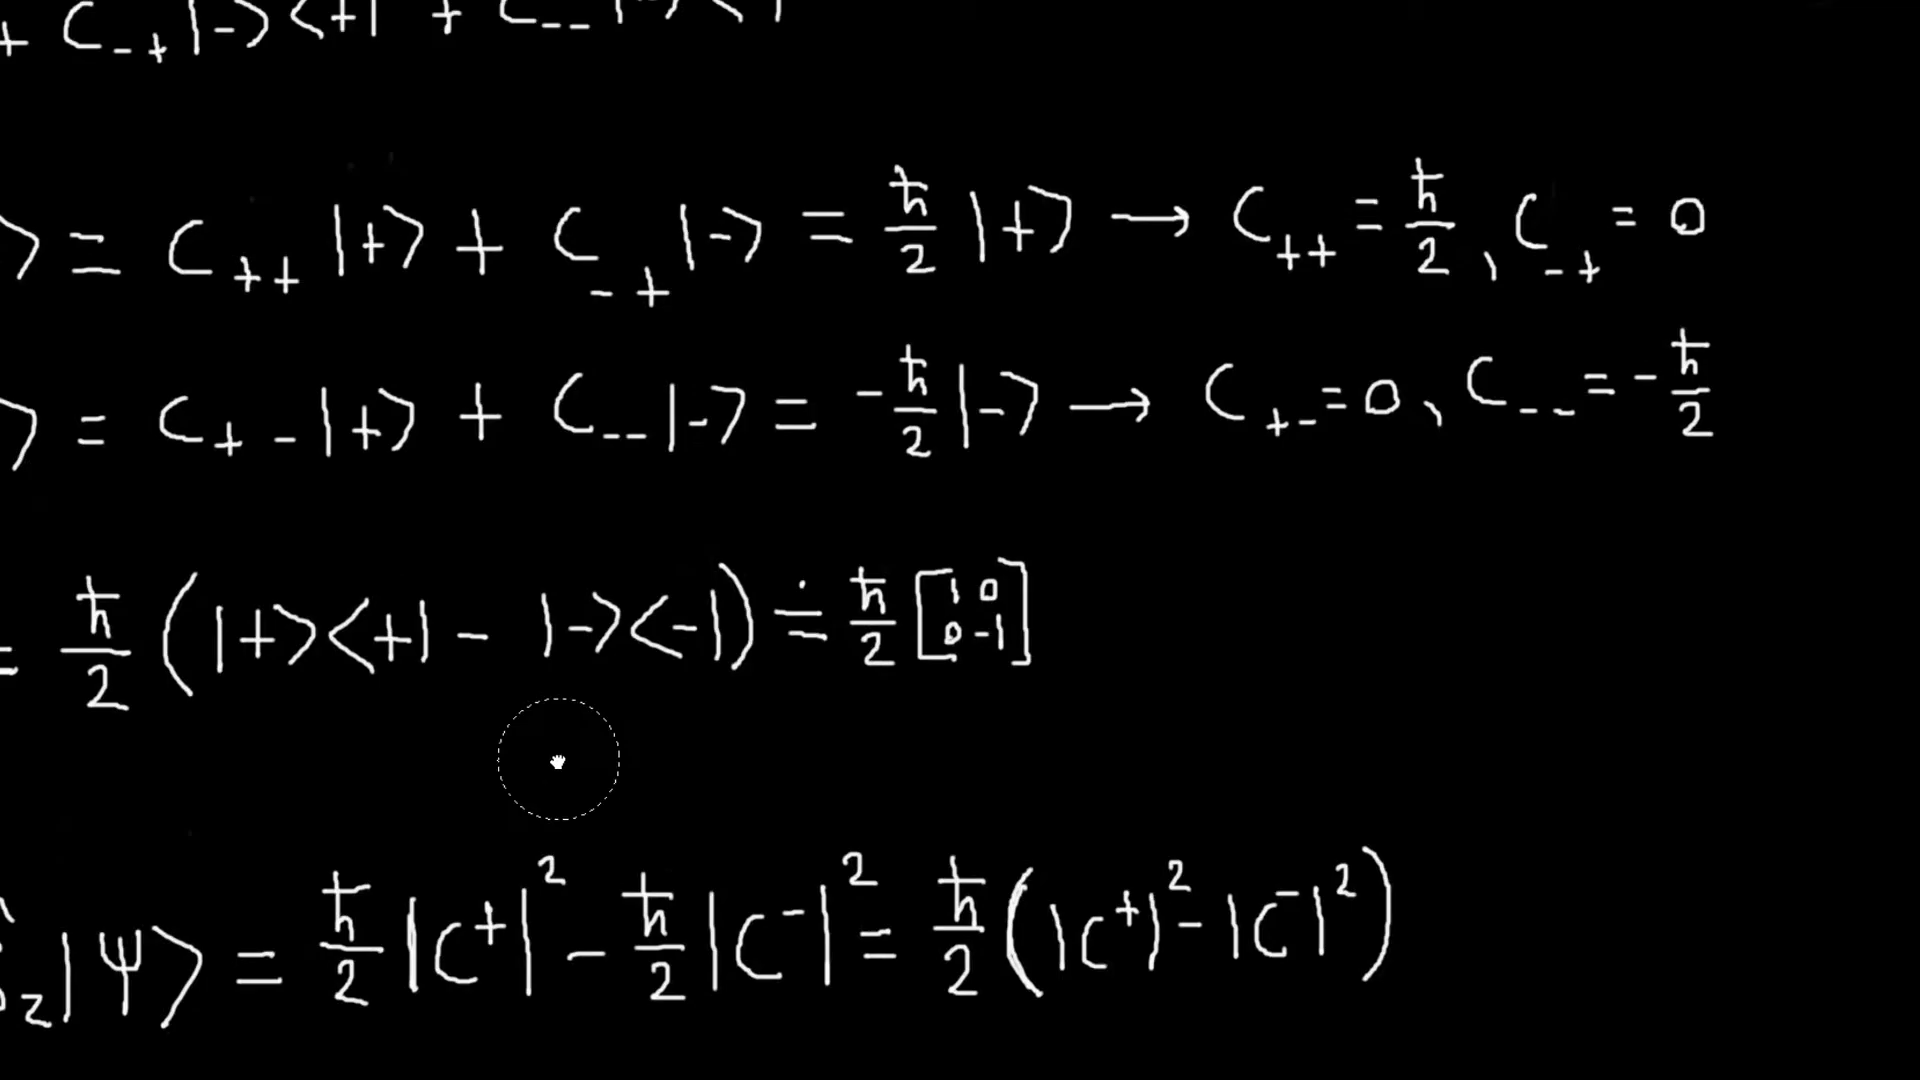 + C₋₊|-><+| + C₋₋|-><-|
> = C₊₊ |+> + C₋₊ |-> = ħ/2 |+> → C₊₊ = ħ/2 , C₋₊ = 0
> = C₊₋ |+> + C₋₋ |-> = -ħ/2 |-> → C₊₋ = 0 , C₋₋ = -ħ/2
= ħ/2 (|+><+| - |-><-|) ≐ ħ/2 [1 0; 0 -1]
z|Ψ> = ħ/2 |C⁺|² - ħ/2 |C⁻|² = ħ/2 (|C⁺|² - |C⁻|²)